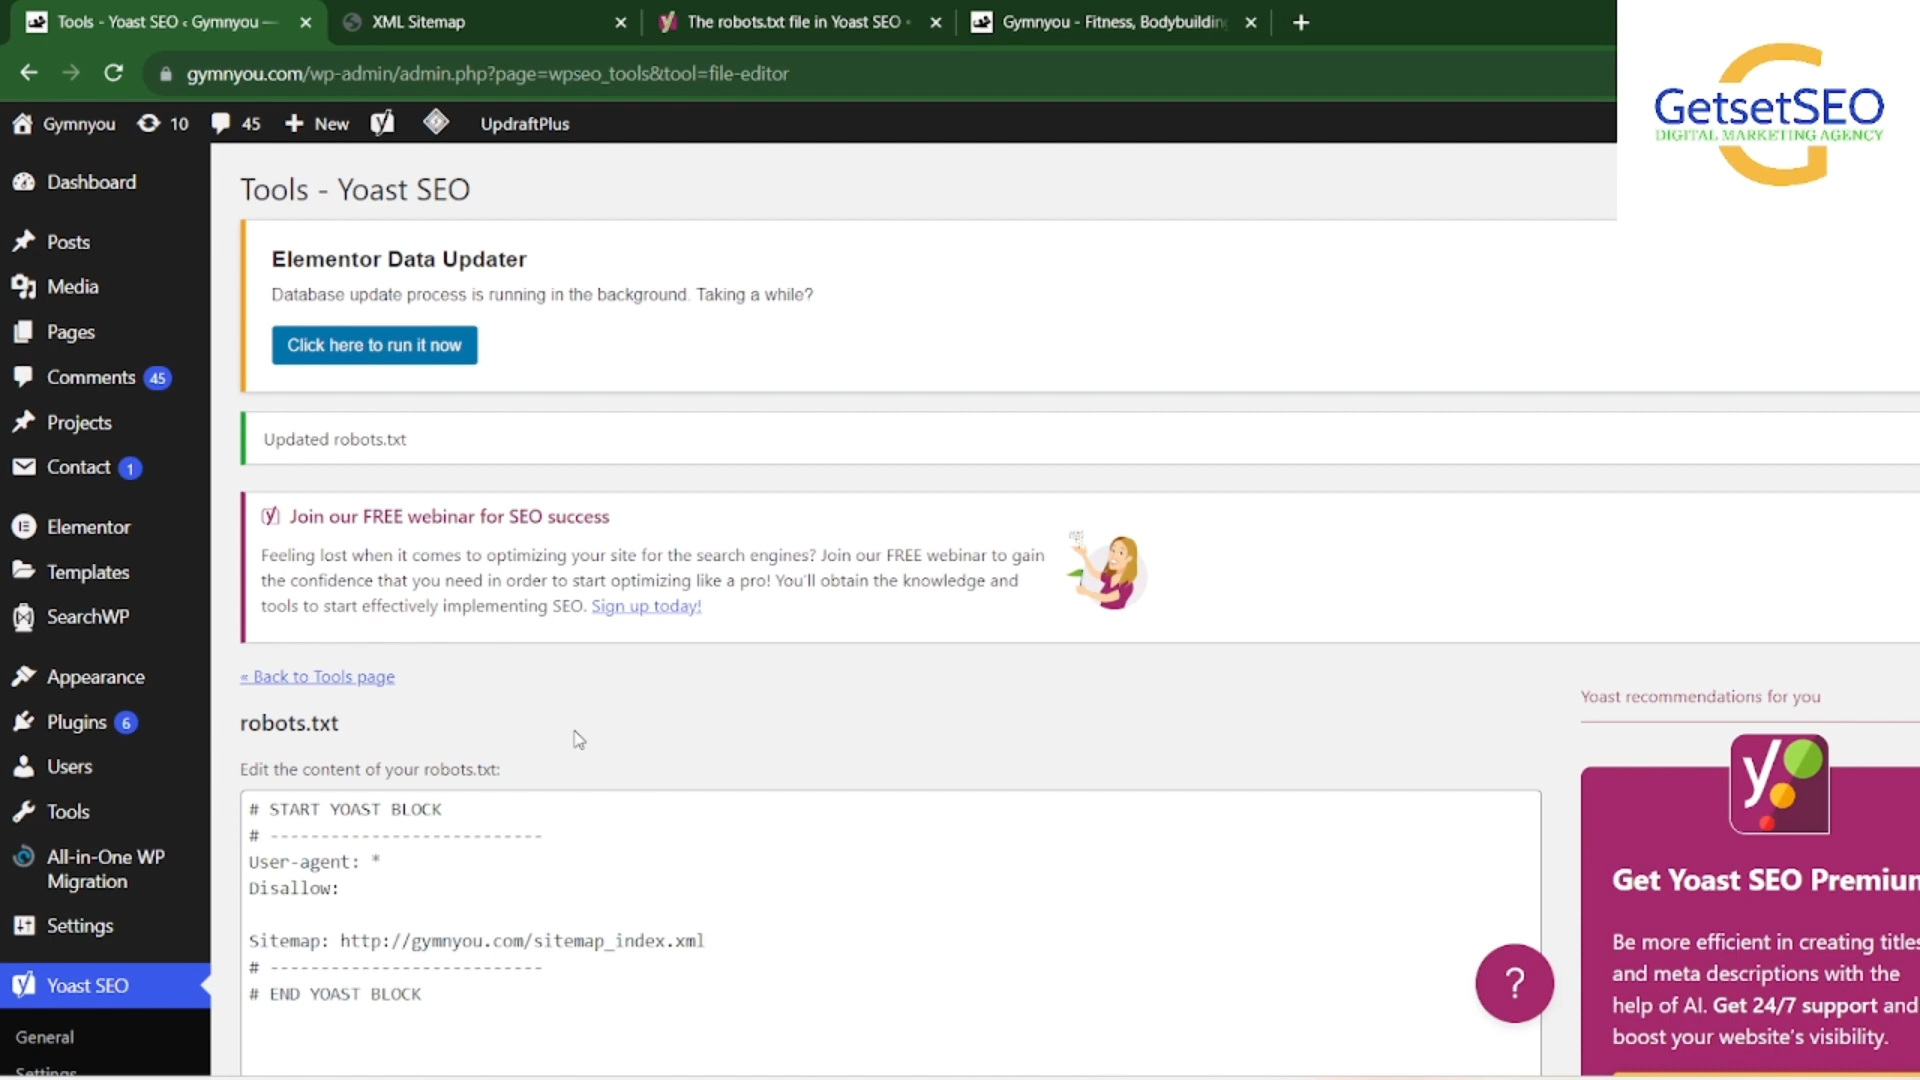 Tools - Yoast SEO ‹ Gymnyou —
XML Sitemap
The robots.txt file in Yoast SEO •
Gymnyou - Fitness, Bodybuilding
gymnyou.com/wp-admin/admin.php?page=wpseo_tools&tool=file-editor
GetsetSEO
DIGITAL MARKETING AGENCY
Gymnyou
10
45
New
UpdraftPlus
Dashboard
Posts
Media
Pages
Comments 45
Projects
Contact 1
Elementor
Templates
SearchWP
Appearance
Plugins 6
Users
Tools
All-in-One WP
Migration
Settings
Yoast SEO
General
Settings
Tools - Yoast SEO
Elementor Data Updater
Database update process is running in the background. Taking a while?
Click here to run it now
Updated robots.txt
Join our FREE webinar for SEO success
Feeling lost when it comes to optimizing your site for the search engines? Join our FREE webinar to gain
the confidence that you need in order to start optimizing like a pro! You'll obtain the knowledge and
tools to start effectively implementing SEO. Sign up today!
« Back to Tools page
robots.txt
Edit the content of your robots.txt:
# START YOAST BLOCK
# ---------------------------
User-agent: *
Disallow:
Sitemap: http://gymnyou.com/sitemap_index.xml
# ---------------------------
# END YOAST BLOCK
?
Yoast recommendations for you
Get Yoast SEO Premium
Be more efficient in creating titles
and meta descriptions with the
help of AI. Get 24/7 support and
boost your website's visibility.